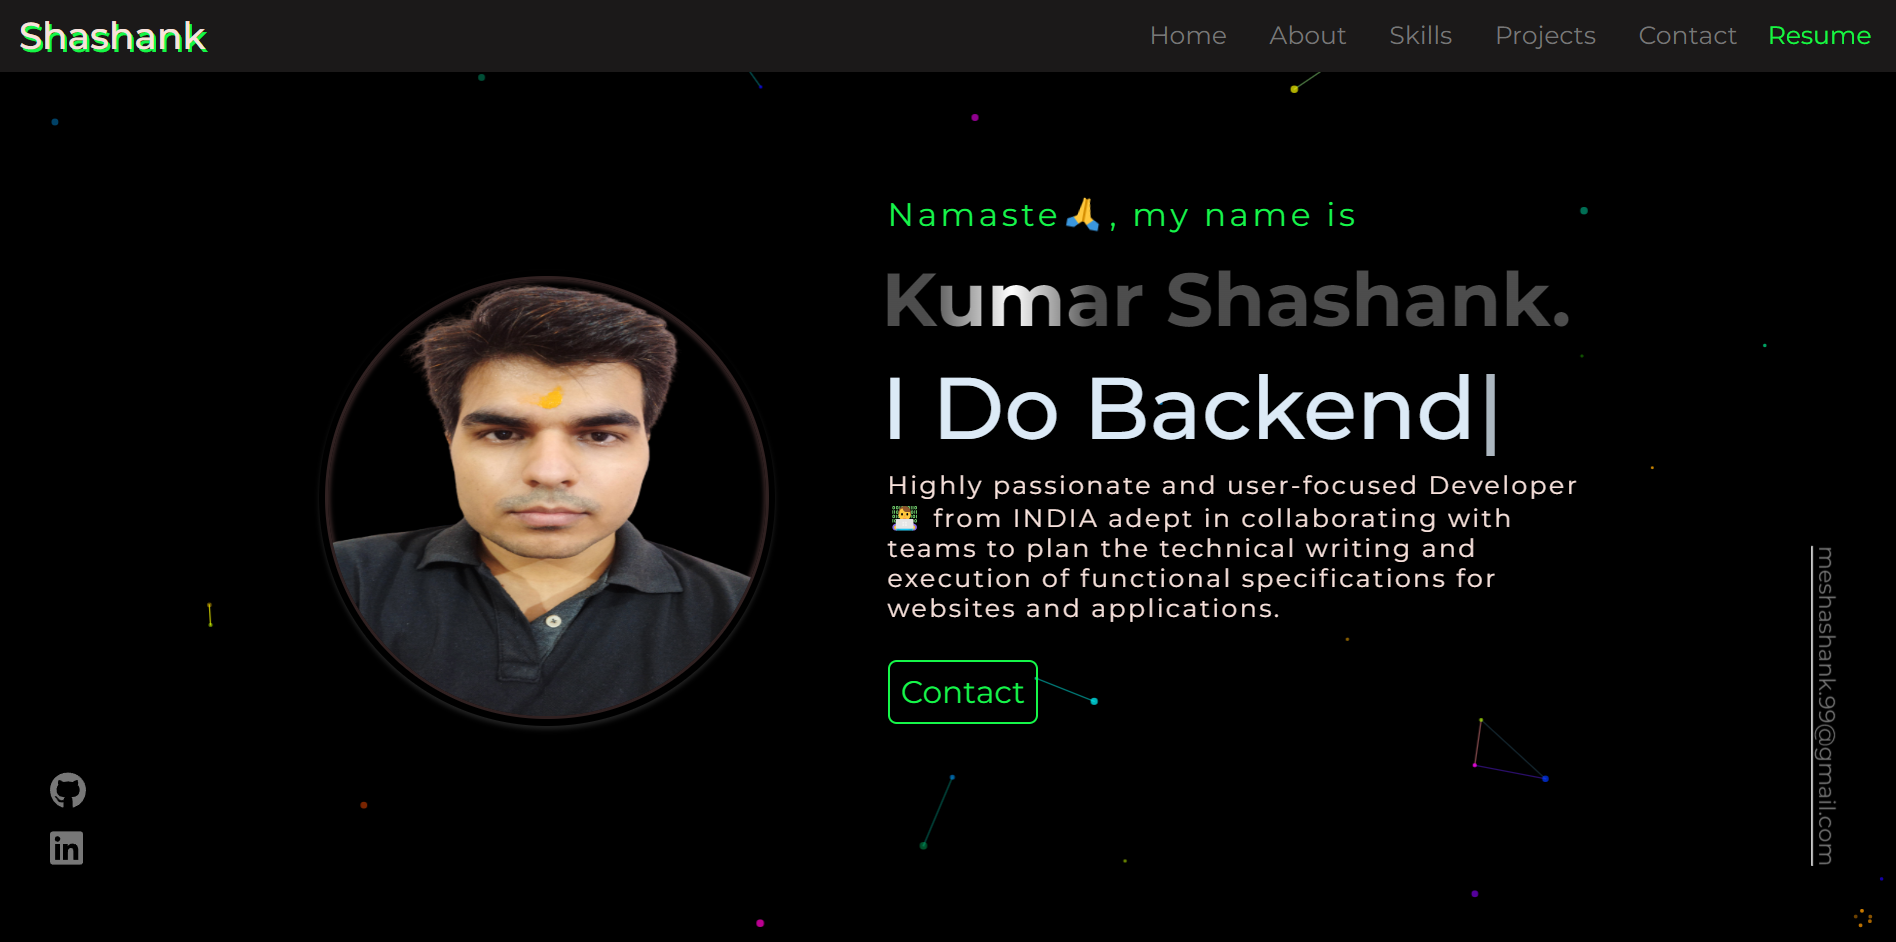 Shashank
Home About Skills Projects Contact Resume
Namaste🙏, my name is
Kumar Shashank.
I Do Backend|
Highly passionate and user-focused Developer
👨‍💻 from INDIA adept in collaborating with
teams to plan the technical writing and
execution of functional specifications for
websites and applications.
Contact
meshashank.99@gmail.com
in